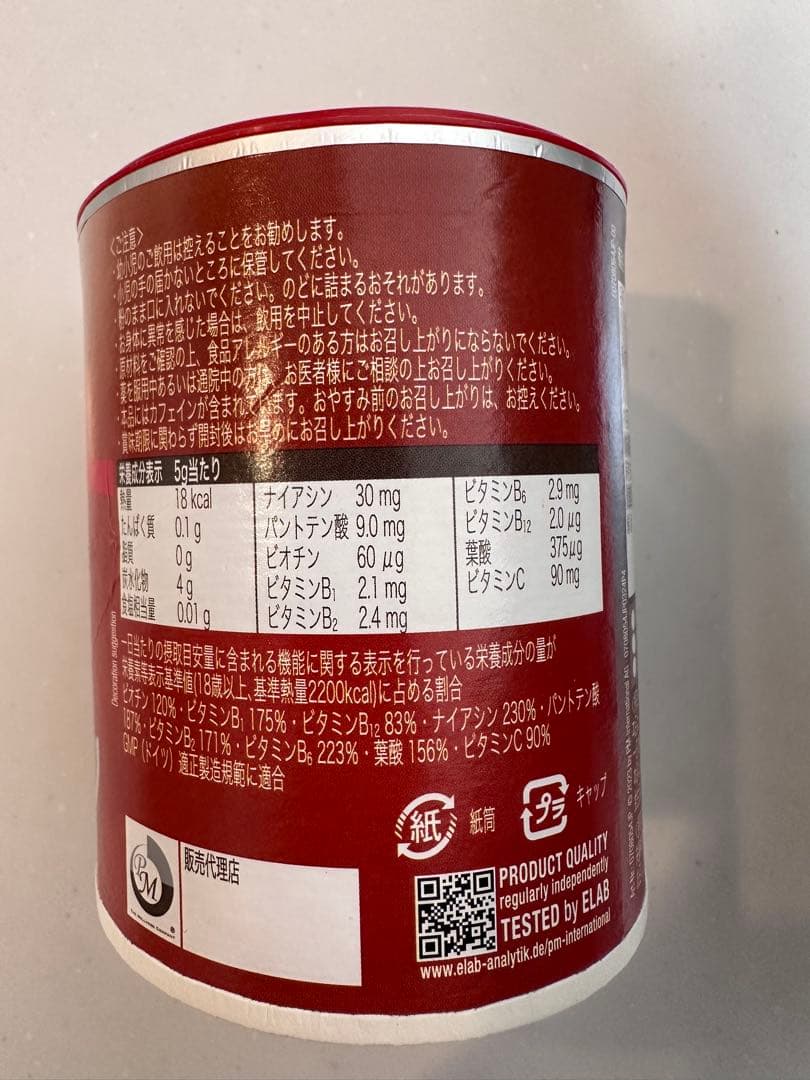 〈ご注意〉
・幼小児のご飲用は控えることをお勧めします。
・小児の手の届かないところに保管してください。
・粉のまま口に入れないでください。のどに詰まるおそれがあります。
・お身体に異常を感じた場合は、飲用を中止してください。
・原材料をご確認の上、食品アレルギーのある方はお召し上がりにならないでください。
・薬を服用中あるいは通院中の方は、お医者様にご相談の上お召し上がりください。
・本品にはカフェインが含まれています。おやすみ前のお召し上がりは、お控えください。
・賞味期限に関わらず開封後はお早めにお召し上がりください。
栄養成分表示 5g当たり
熱量 18 kcal ナイアシン 30 mg ビタミンB₆ 2.9 mg
たんぱく質 0.1 g パントテン酸 9.0 mg ビタミンB₁₂ 2.0 μg
脂質 0 g ビオチン 60 μg 葉酸 375μg
炭水化物 4 g ビタミンB₁ 2.1 mg ビタミンC 90 mg
食塩相当量 0.01 g ビタミンB₂ 2.4 mg
Decoration suggestion
一日当たりの摂取目安量に含まれる機能に関する表示を行っている栄養成分の量が
栄養素等表示基準値(18歳以上、基準熱量2200kcal)に占める割合
ビオチン 120%・ビタミンB₁ 175%・ビタミンB₁₂ 83%・ナイアシン 230%・パントテン酸
187%・ビタミンB₂ 171%・ビタミンB₆ 223%・葉酸 156%・ビタミンC 90%
GMP（ドイツ）適正製造規範に適合
紙 紙筒 プラ キャップ
PM
THE WELLNESS COMPANY ®
販売代理店
PRODUCT QUALITY
regularly independently
TESTED by ELAB
www.elab-analytik.de/pm-international